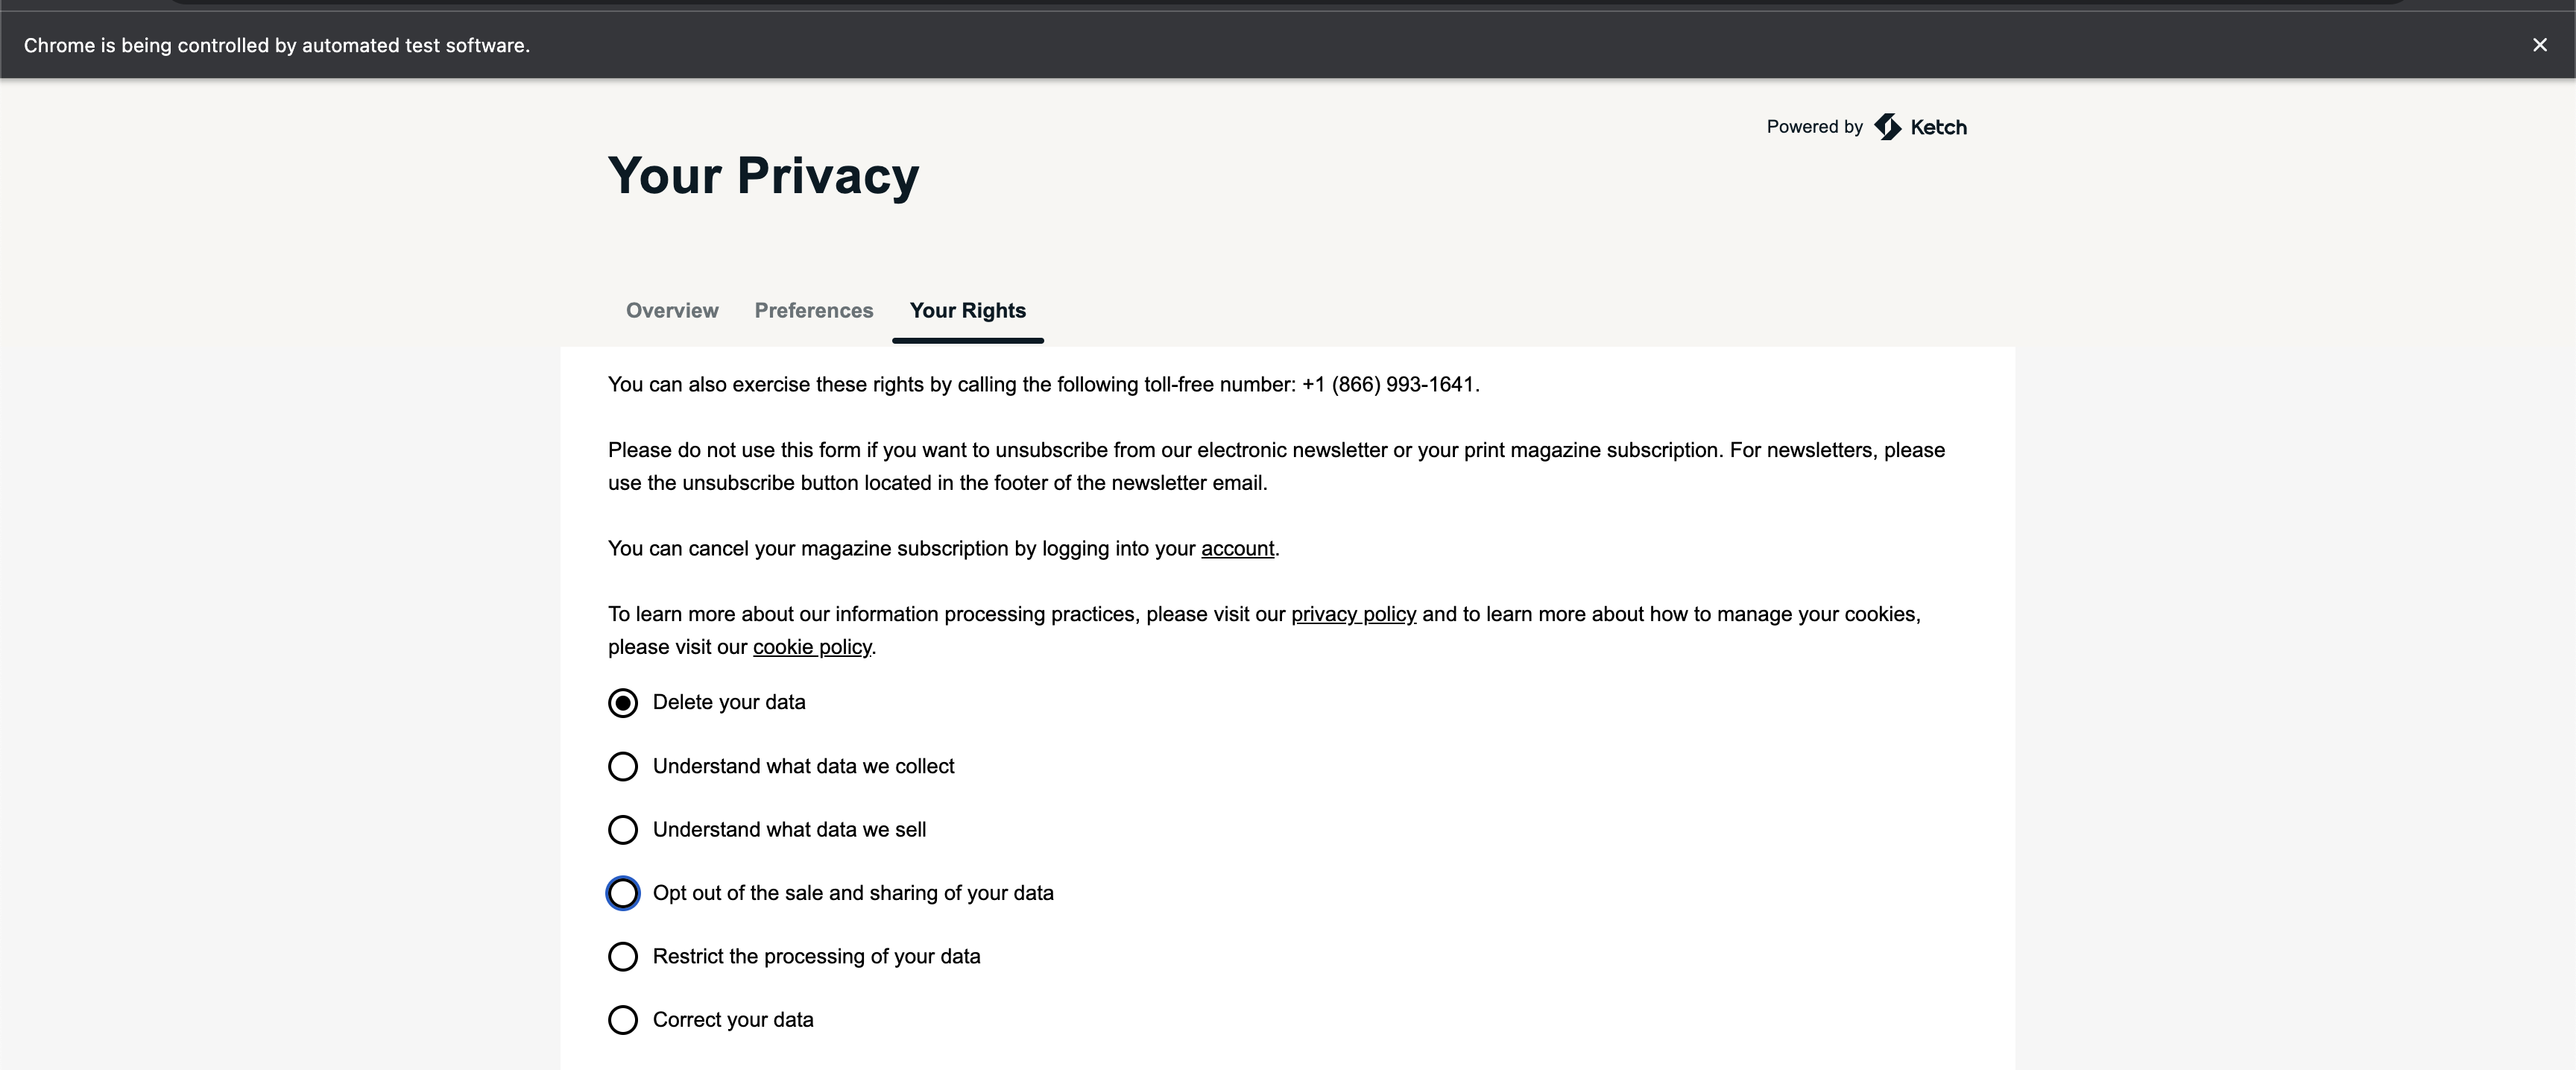 Chrome is being controlled by automated test software.
Powered by Ketch
Your Privacy
Overview Preferences Your Rights
You can also exercise these rights by calling the following toll-free number: +1 (866) 993-1641.
Please do not use this form if you want to unsubscribe from our electronic newsletter or your print magazine subscription. For newsletters, please
use the unsubscribe button located in the footer of the newsletter email.
You can cancel your magazine subscription by logging into your account.
To learn more about our information processing practices, please visit our privacy policy and to learn more about how to manage your cookies,
please visit our cookie policy.
Delete your data
Understand what data we collect
Understand what data we sell
Opt out of the sale and sharing of your data
Restrict the processing of your data
Correct your data